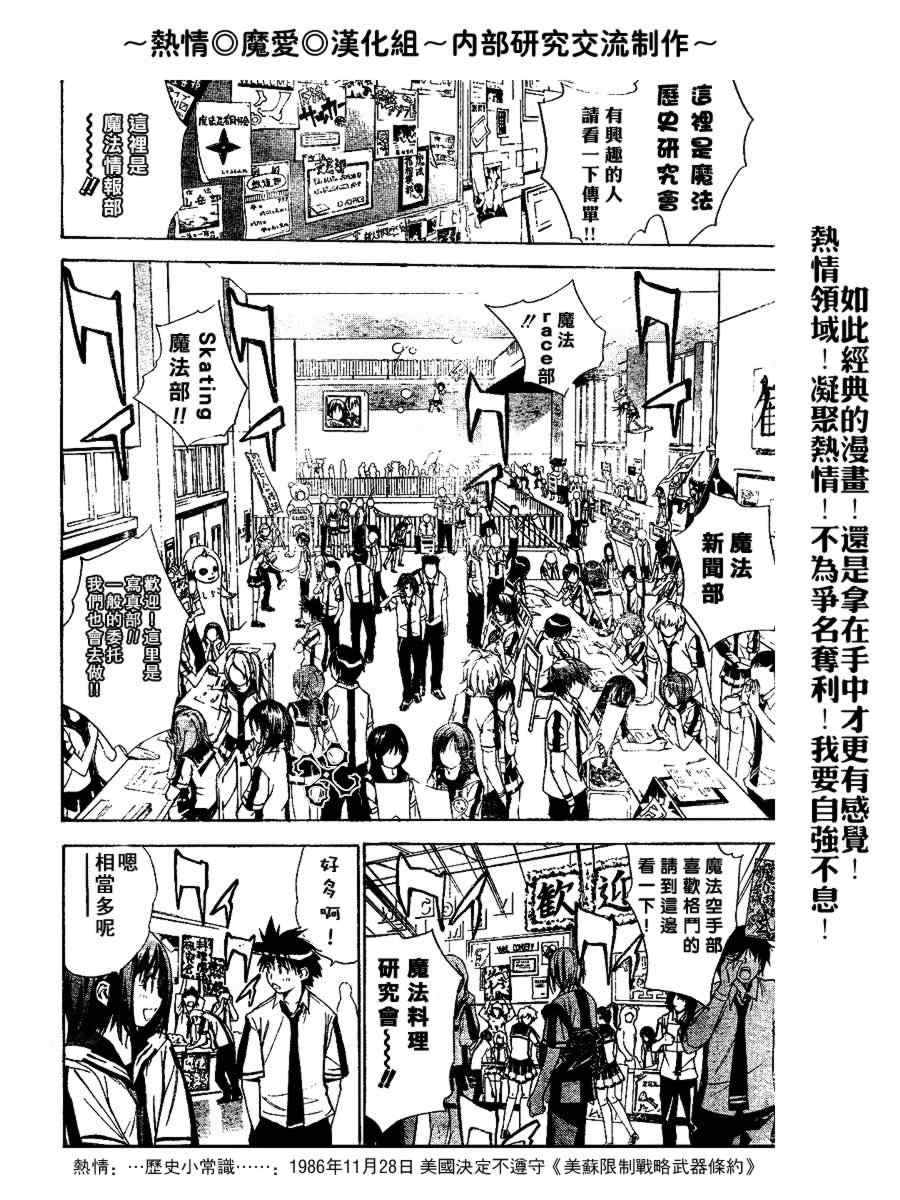 ～熱情◎魔愛◎漢化組～内部研究交流制作～
如此經典的漫畫！還是拿在手中才更有感覺！
熱情領域！凝聚熱情！不為爭名奪利！我要自強不息！
這裡是魔法
歷史研究會
有興趣的人
請看一下傳單!!
這裡是
魔法情報部
～～～!!
魔法
race部
!!
Skating
魔法部!!
魔法
新聞部
歡迎！這里是
寫真部!!
一般的委托
我們也會去做!!
魔法空手部
喜歡格鬥的
請到這邊
看一下！
歡迎
魔法料理
研究會～～!!
好多啊！
嗯
相當多呢
熱情：…歷史小常識……：1986年11月28日 美國決定不遵守《美蘇限制戰略武器條約》